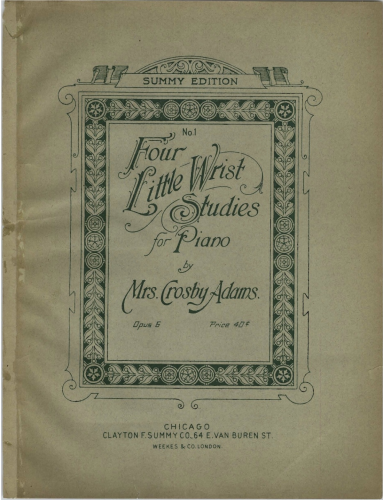 SUMMY EDITION
No. 1
Four
Little Wrist
Studies
for Piano
by
Mrs. Crosby Adams.
Opus 6 Price 40¢
CHICAGO
CLAYTON F. SUMMY CO., 64 E. VAN BUREN ST.
WEEKES & CO. LONDON.